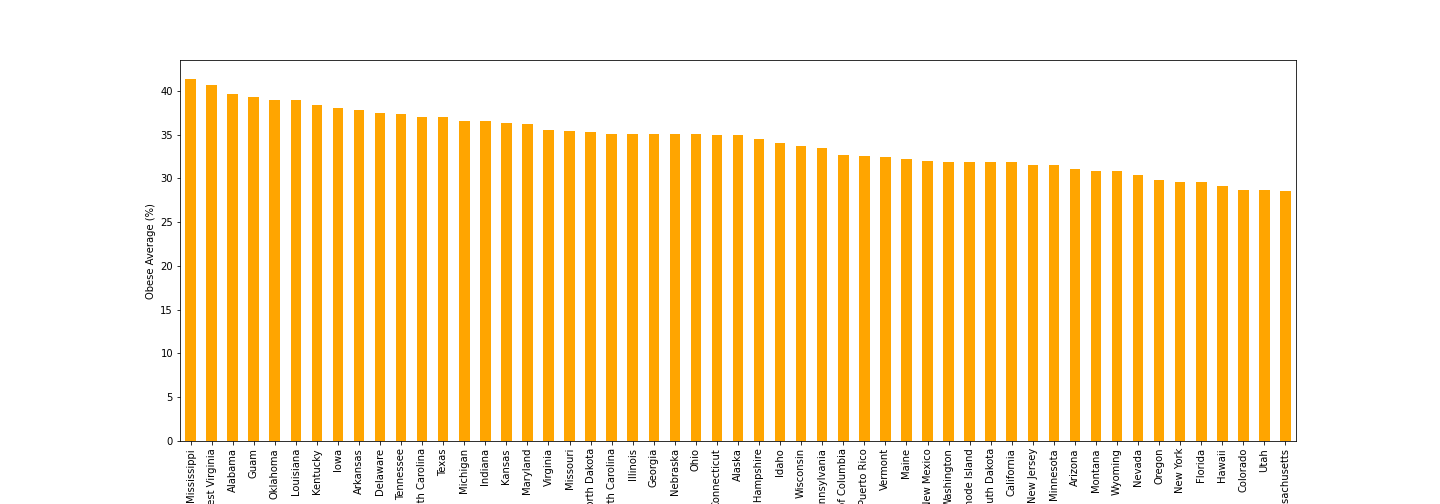 40
35
30
25
20
15
10
5
0
Obese Average (%)
Mississippi
est Virginia
Alabama
Guam
Oklahoma
Louisiana
Kentucky
Iowa
Arkansas
Delaware
Tennessee
th Carolina
Texas
Michigan
Indiana
Kansas
Maryland
Virginia
Missouri
orth Dakota
th Carolina
Illinois
Georgia
Nebraska
Ohio
onnecticut
Alaska
Hampshire
Idaho
Wisconsin
nnsylvania
of Columbia
Puerto Rico
Vermont
Maine
New Mexico
Washington
hode Island
uth Dakota
California
New Jersey
Minnesota
Arizona
Montana
Wyoming
Nevada
Oregon
New York
Florida
Hawaii
Colorado
Utah
sachusetts